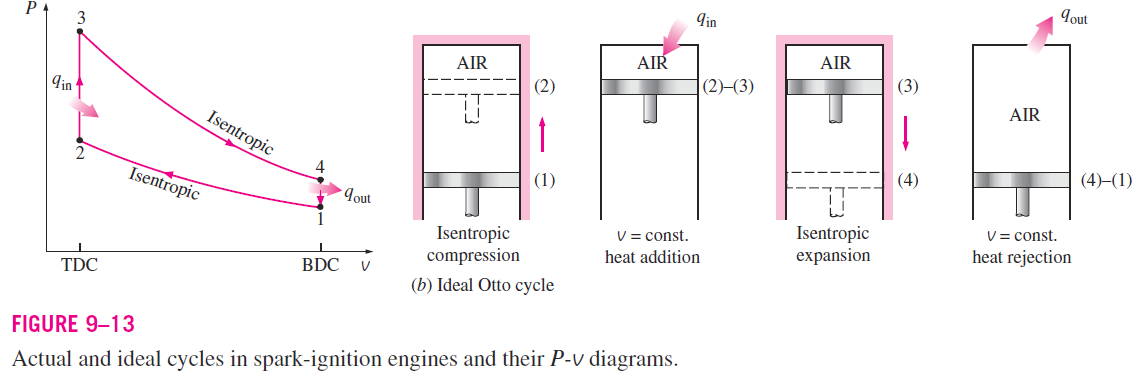 P
3
q_in
Isentropic
2
Isentropic
4
q_out
1
TDC
BDC
v
AIR
(2)
(1)
Isentropic
compression
q_in
AIR
(2)–(3)
v = const.
heat addition
AIR
(3)
(4)
Isentropic
expansion
q_out
AIR
(4)–(1)
v = const.
heat rejection
(b) Ideal Otto cycle
FIGURE 9–13
Actual and ideal cycles in spark-ignition engines and their P-v diagrams.